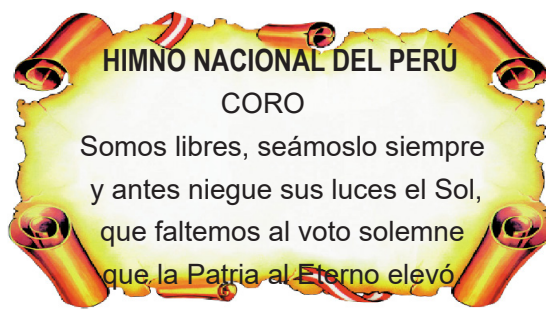 HIMNO NACIONAL DEL PERÚ
CORO
Somos libres, seámoslo siempre
y antes niegue sus luces el Sol,
que faltemos al voto solemne
que la Patria al Eterno elevó.